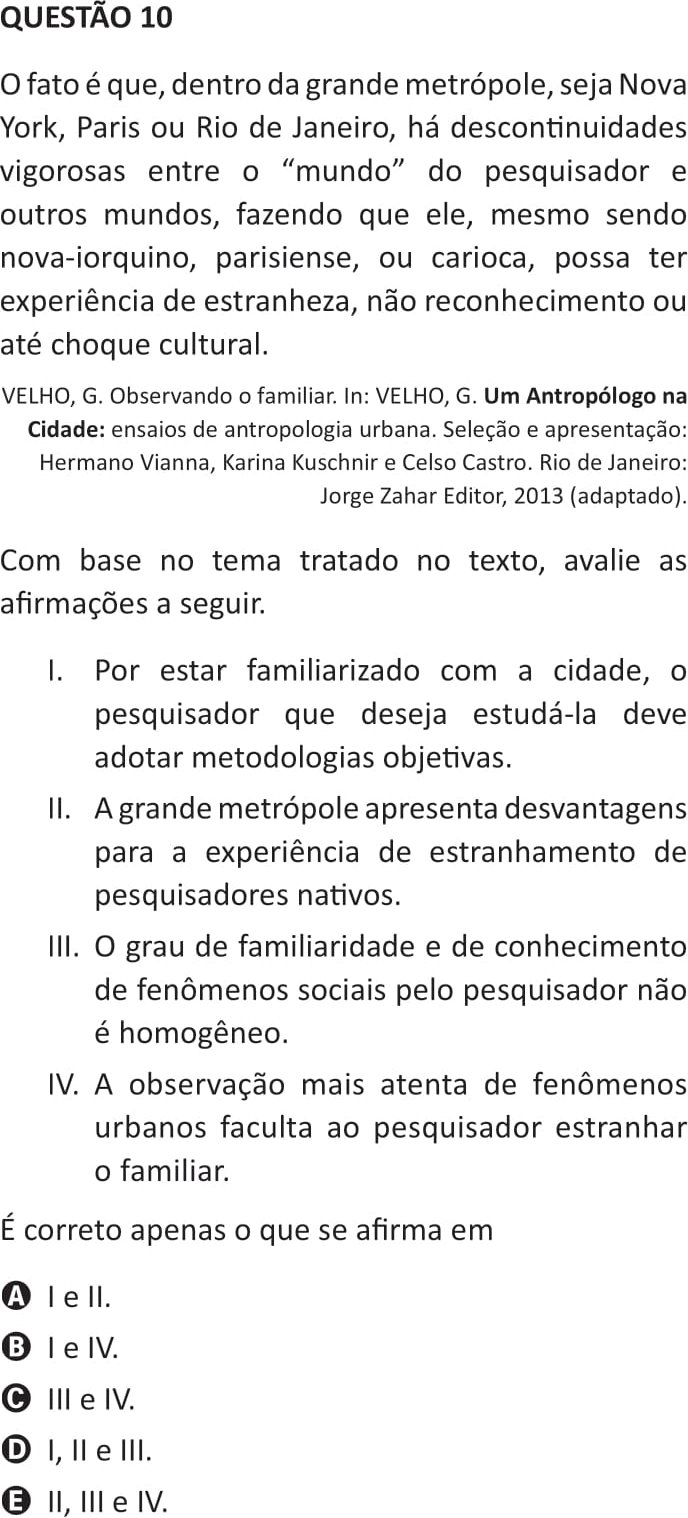 QUESTÃO 10
O fato é que, dentro da grande metrópole, seja Nova
York, Paris ou Rio de Janeiro, há descontinuidades
vigorosas entre o “mundo” do pesquisador e
outros mundos, fazendo que ele, mesmo sendo
nova-iorquino, parisiense, ou carioca, possa ter
experiência de estranheza, não reconhecimento ou
até choque cultural.
VELHO, G. Observando o familiar. In: VELHO, G. Um Antropólogo na
Cidade: ensaios de antropologia urbana. Seleção e apresentação:
Hermano Vianna, Karina Kuschnir e Celso Castro. Rio de Janeiro:
Jorge Zahar Editor, 2013 (adaptado).
Com base no tema tratado no texto, avalie as
afirmações a seguir.
I. Por estar familiarizado com a cidade, o
pesquisador que deseja estudá-la deve
adotar metodologias objetivas.
II. A grande metrópole apresenta desvantagens
para a experiência de estranhamento de
pesquisadores nativos.
III. O grau de familiaridade e de conhecimento
de fenômenos sociais pelo pesquisador não
é homogêneo.
IV. A observação mais atenta de fenômenos
urbanos faculta ao pesquisador estranhar
o familiar.
É correto apenas o que se afirma em
A I e II.
B I e IV.
C III e IV.
D I, II e III.
E II, III e IV.